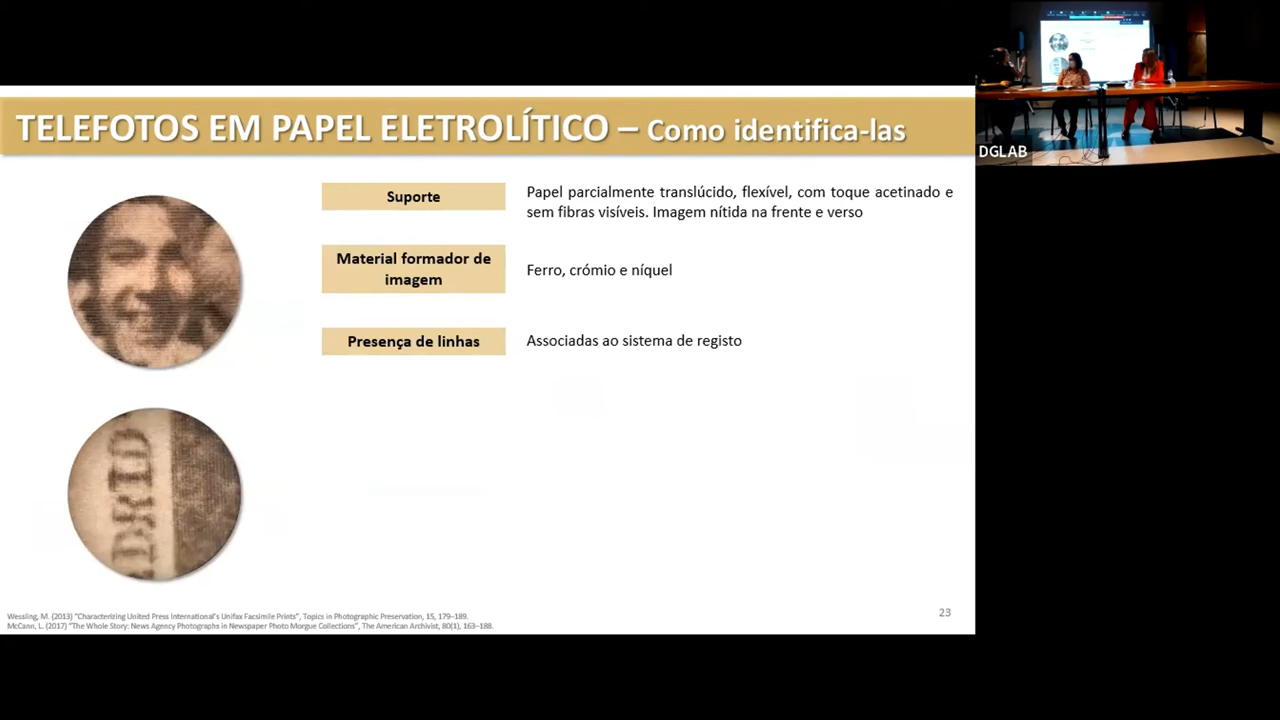 TELEFOTOS EM PAPEL ELETROLÍTICO – Como identifica-las
Suporte
Papel parcialmente translúcido, flexível, com toque acetinado e
sem fibras visíveis. Imagem nítida na frente e verso
Material formador de
imagem
Ferro, crómio e níquel
Presença de linhas
Associadas ao sistema de registo
Wessling, M. (2013) "Characterizing United Press International's Unifax Facsimile Prints", Topics in Photographic Preservation, 15, 179–189.
McCann, L. (2017) "The Whole Story: News Agency Photographs in Newspaper Photo Morgue Collections", The American Archivist, 80(1), 163–188.
23
DGLAB